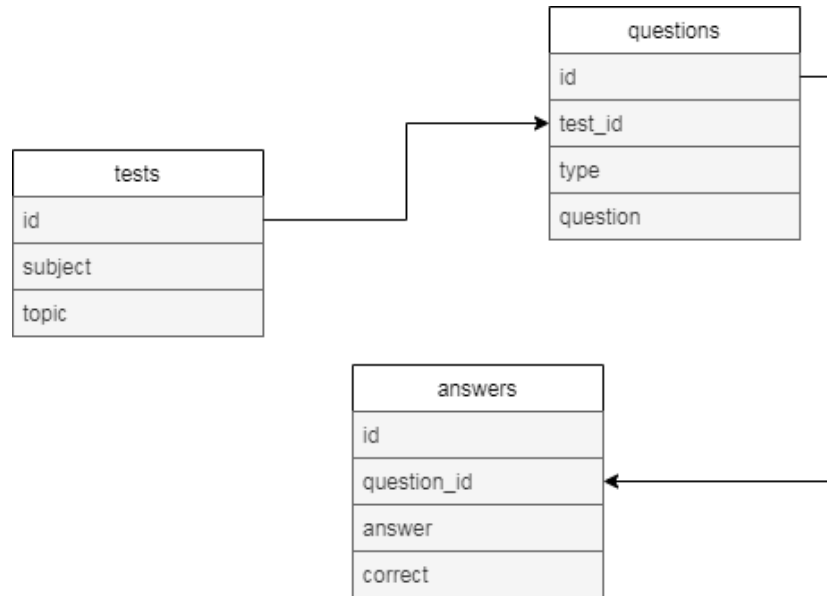 questions
id
test_id
type
question
tests
id
subject
topic
answers
id
question_id
answer
correct